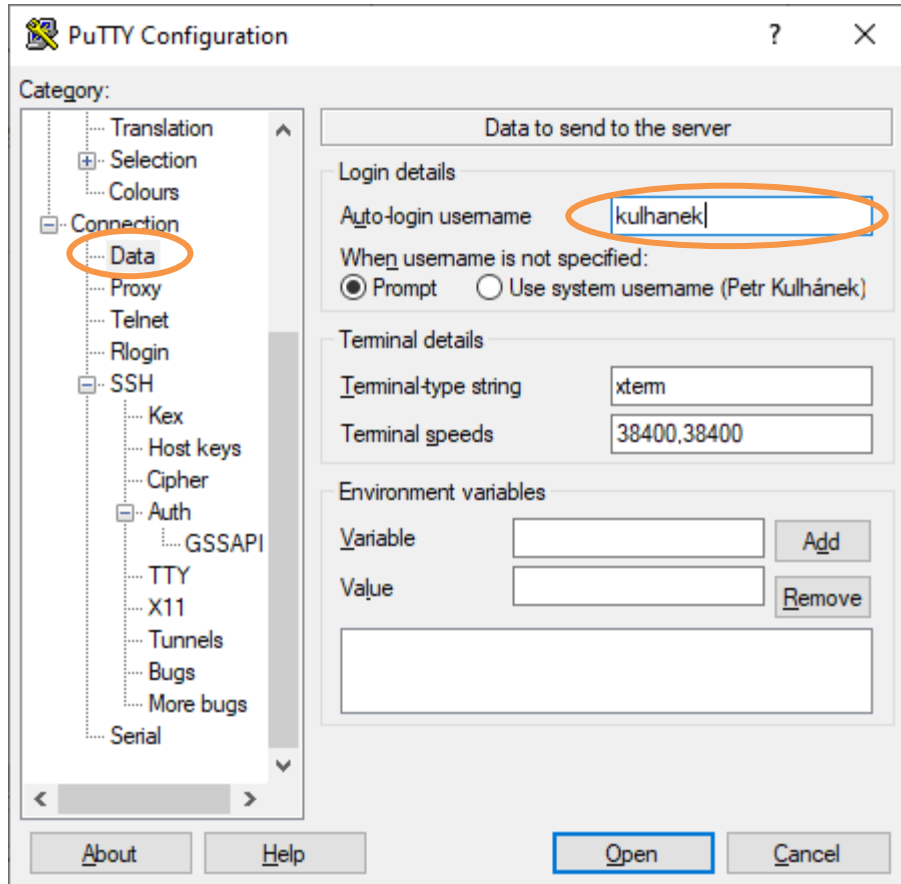 PuTTY Configuration
?
Category:
Translation
Selection
Colours
Connection
Data
Proxy
Telnet
Rlogin
SSH
Kex
Host keys
Cipher
Auth
GSSAPI
TTY
X11
Tunnels
Bugs
More bugs
Serial
Data to send to the server
Login details
Auto-login username kulhanek
When username is not specified:
Prompt Use system username (Petr Kulhánek)
Terminal details
Terminal-type string xterm
Terminal speeds 38400,38400
Environment variables
Variable Add
Value Remove
About Help Open Cancel